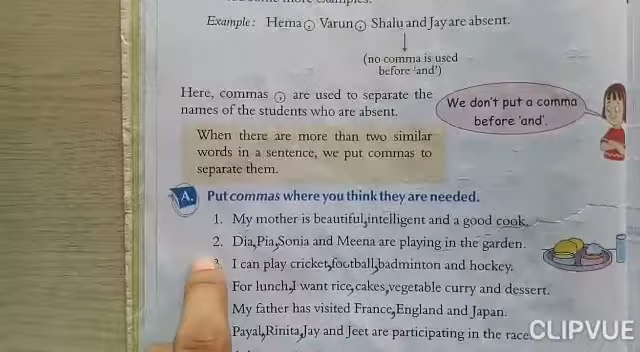 Example: Hema, Varun, Shalu and Jay are absent.
(no comma is used
before 'and')
Here, commas , are used to separate the
names of the students who are absent.
We don't put a comma
before 'and'.
When there are more than two similar
words in a sentence, we put commas to
separate them.
A. Put commas where you think they are needed.
1. My mother is beautiful,intelligent and a good cook.
2. Dia,Pia,Sonia and Meena are playing in the garden.
3. I can play cricket,football,badminton and hockey.
For lunch,I want rice,cakes,vegetable curry and dessert.
My father has visited France,England and Japan.
Payal,Rinita,Jay and Jeet are participating in the race.
CLIPVUE